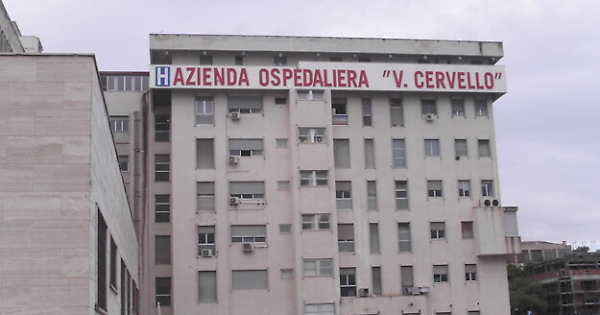 H AZIENDA OSPEDALIERA "V. CERVELLO"